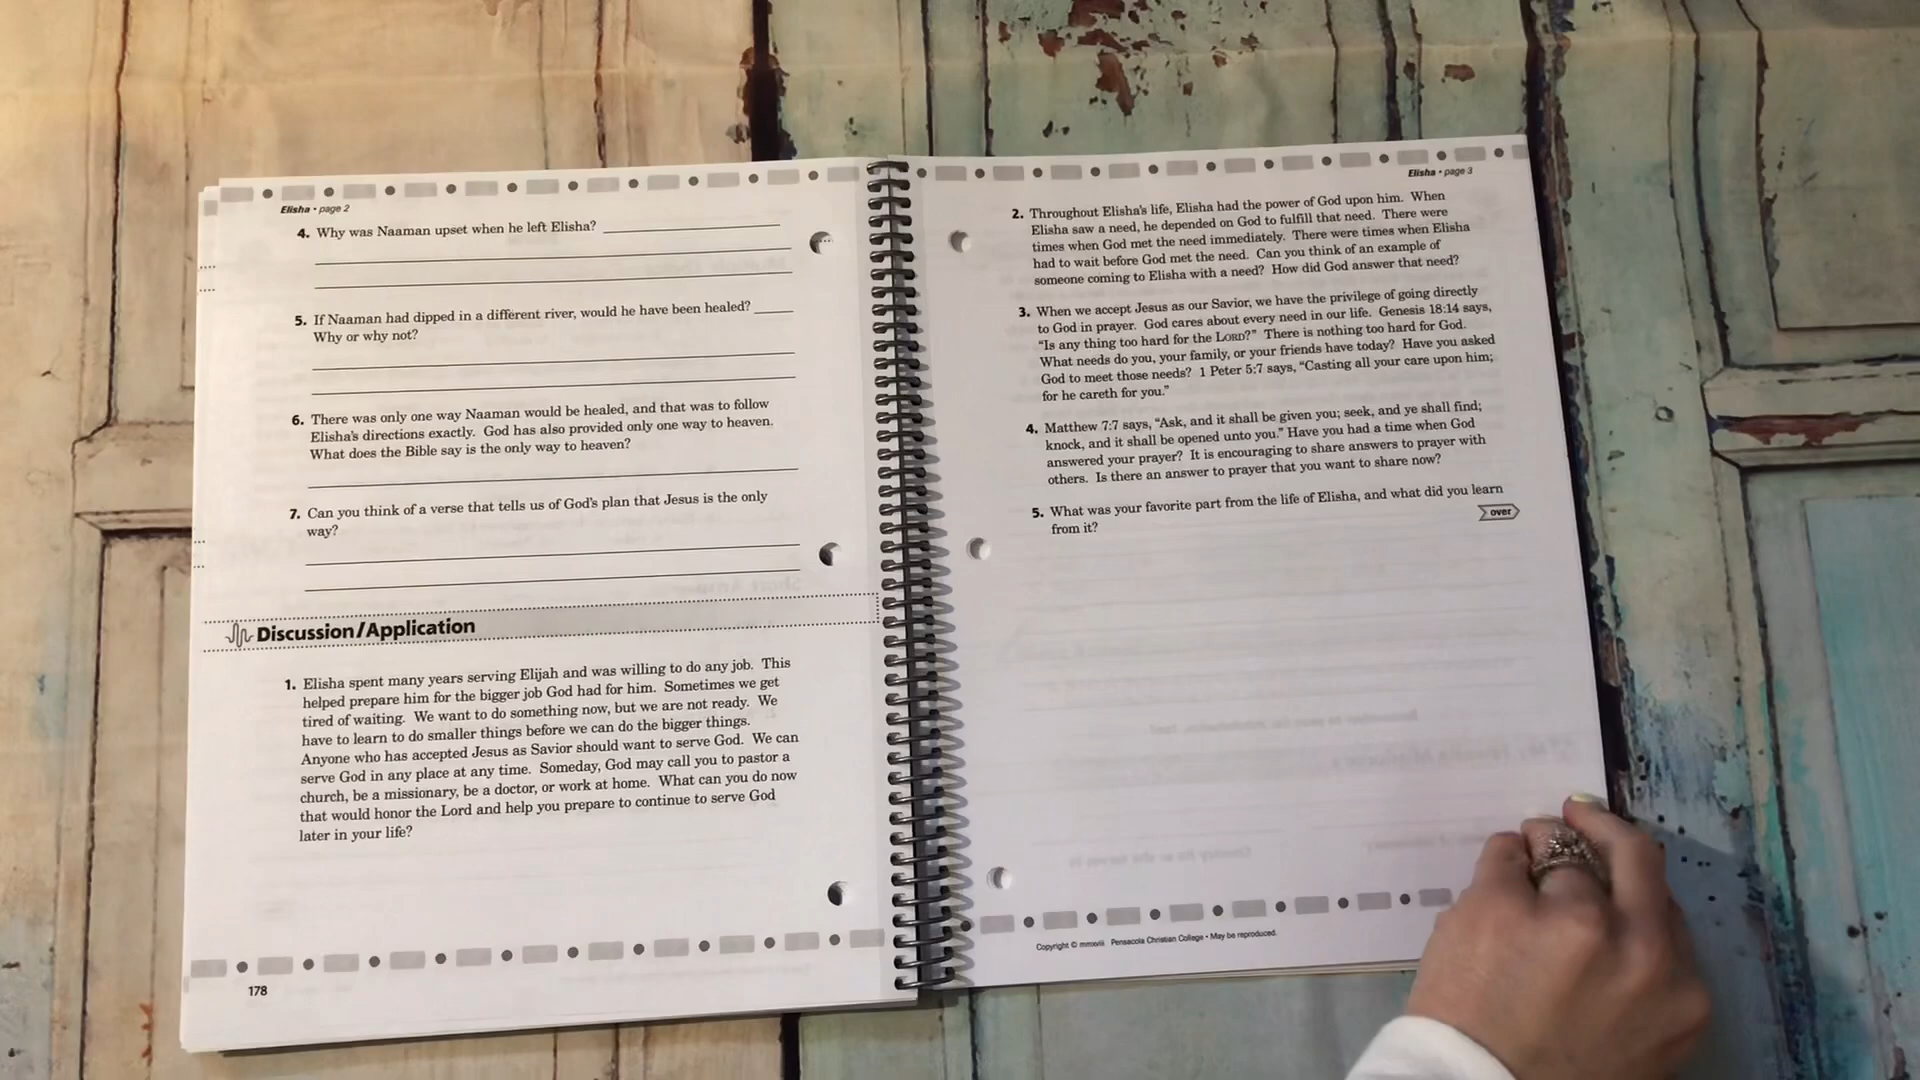 Elisha • page 2
4. Why was Naaman upset when he left Elisha?
5. If Naaman had dipped in a different river, would he have been healed?
Why or why not?
6. There was only one way Naaman would be healed, and that was to follow
Elisha's directions exactly. God has also provided only one way to heaven.
What does the Bible say is the only way to heaven?
7. Can you think of a verse that tells us of God's plan that Jesus is the only
way?
Discussion/Application
1. Elisha spent many years serving Elijah and was willing to do any job. This
helped prepare him for the bigger job God had for him. Sometimes we get
tired of waiting. We want to do something now, but we are not ready. We
have to learn to do smaller things before we can do the bigger things.
Anyone who has accepted Jesus as Savior should want to serve God. We can
serve God in any place at any time. Someday, God may call you to pastor a
church, be a missionary, be a doctor, or work at home. What can you do now
that would honor the Lord and help you prepare to continue to serve God
later in your life?
178
Elisha • page 3
2. Throughout Elisha's life, Elisha had the power of God upon him. When
Elisha saw a need, he depended on God to fulfill that need. There were
times when God met the need immediately. There were times when Elisha
had to wait before God met the need. Can you think of an example of
someone coming to Elisha with a need? How did God answer that need?
3. When we accept Jesus as our Savior, we have the privilege of going directly
to God in prayer. God cares about every need in our life. Genesis 18:14 says,
“Is any thing too hard for the LORD?” There is nothing too hard for God.
What needs do you, your family, or your friends have today? Have you asked
God to meet those needs? 1 Peter 5:7 says, “Casting all your care upon him;
for he careth for you.”
4. Matthew 7:7 says, “Ask, and it shall be given you; seek, and ye shall find;
knock, and it shall be opened unto you.” Have you had a time when God
answered your prayer? It is encouraging to share answers to prayer with
others. Is there an answer to prayer that you want to share now?
5. What was your favorite part from the life of Elisha, and what did you learn
from it?
over
Copyright © mmxviii Pensacola Christian College • May be reproduced.